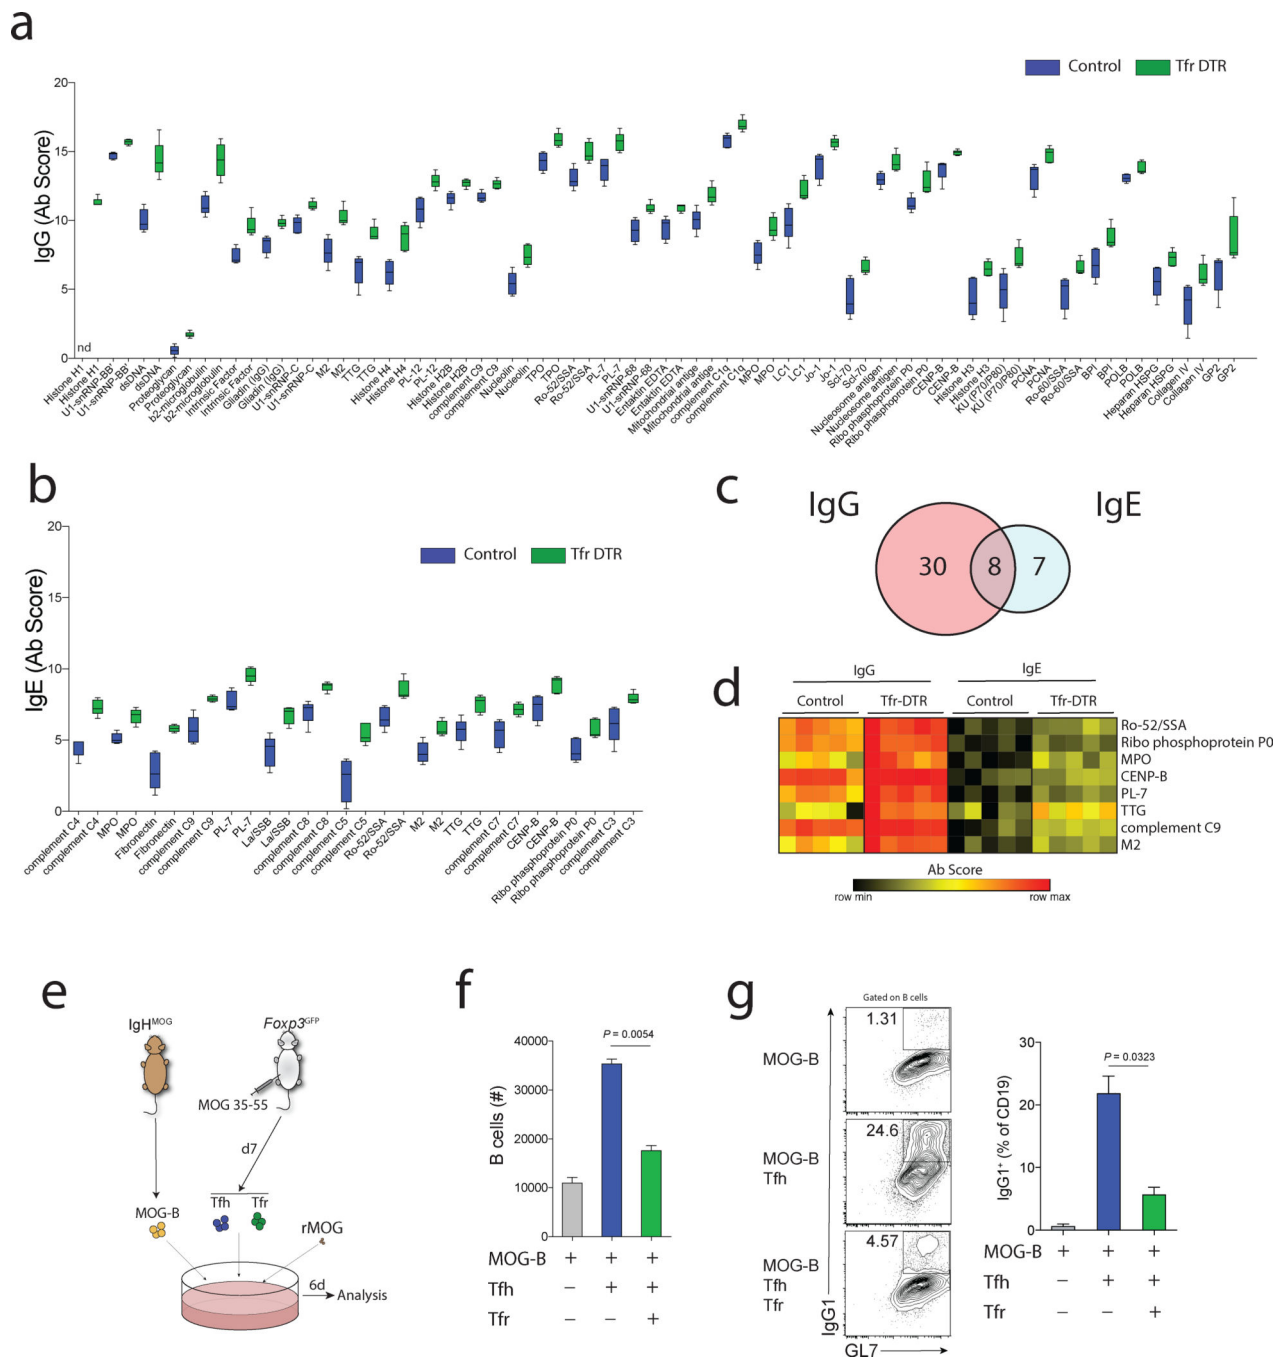 a
Control
Tfr DTR
IgG (Ab Score)
20
15
10
5
0
nd
Histone H1
Histone H1
U1-snRNP-BB'
U1-snRNP-BB'
dsDNA
dsDNA
Proteoglycan
Proteoglycan
b2-microglobulin
b2-microglobulin
Intrinsic Factor
Intrinsic Factor
Gliadin (IgG)
Gliadin (IgG)
U1-snRNP-C
U1-snRNP-C
M2
M2
TTG
TTG
Histone H4
Histone H4
PL-12
PL-12
Histone H2B
Histone H2B
complement C9
complement C9
Nucleolin
Nucleolin
TPO
TPO
Ro-52/SSA
Ro-52/SSA
PL-7
PL-7
U1-snRNP-68
U1-snRNP-68
Entaktin EDTA
Entaktin EDTA
Mitochondrial antige
Mitochondrial antige
complement C1q
complement C1q
MPO
MPO
LC1
LC1
Jo-1
Jo-1
Scl-70
Scl-70
Nucleosome antigen
Nucleosome antigen
Ribo phosphoprotein P0
Ribo phosphoprotein P0
CENP-B
CENP-B
Histone H3
Histone H3
KU (P70/P80)
KU (P70/P80)
PCNA
PCNA
Ro-60/SSA
Ro-60/SSA
BPI
BPI
POLB
POLB
Heparan HSPG
Heparan HSPG
Collagen IV
Collagen IV
GP2
GP2
b
Control
Tfr DTR
IgE (Ab Score)
20
15
10
5
0
complement C4
complement C4
MPO
MPO
Fibronectin
Fibronectin
complement C9
complement C9
PL-7
PL-7
La/SSB
La/SSB
complement C8
complement C8
complement C5
complement C5
Ro-52/SSA
Ro-52/SSA
M2
M2
TTG
TTG
complement C7
complement C7
CENP-B
CENP-B
Ribo phosphoprotein P0
Ribo phosphoprotein P0
complement C3
complement C3
c
IgG
IgE
30
8
7
d
IgG
IgE
Control
Tfr-DTR
Control
Tfr-DTR
Ro-52/SSA
Ribo phosphoprotein P0
MPO
CENP-B
PL-7
TTG
complement C9
M2
Ab Score
row min
row max
e
IgH^MOG
Foxp3^GFP
MOG 35-55
d7
Tfh
Tfr
MOG-B
rMOG
6d
Analysis
f
P = 0.0054
B cells (#)
40000
30000
20000
10000
0
MOG-B + + +
Tfh – + +
Tfr – – +
g
Gated on B cells
1.31
MOG-B
24.6
MOG-B
Tfh
4.57
MOG-B
Tfh
Tfr
IgG1
GL7
P = 0.0323
IgG1⁺ (% of CD19)
30
20
10
0
MOG-B + + +
Tfh – + +
Tfr – – +